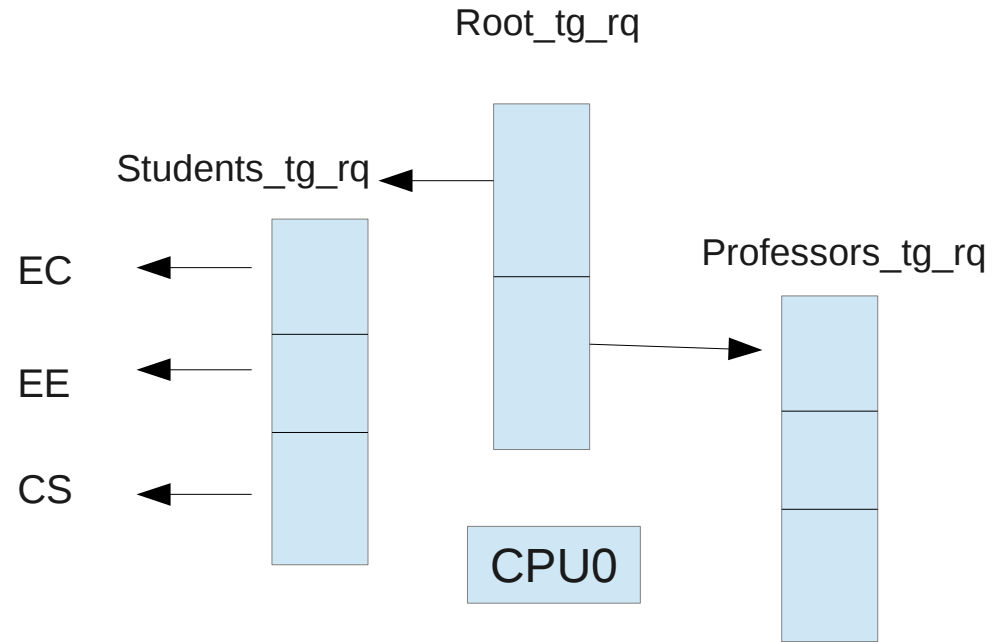 Root_tg_rq
Students_tg_rq
Professors_tg_rq
EC
EE
CS
CPU0